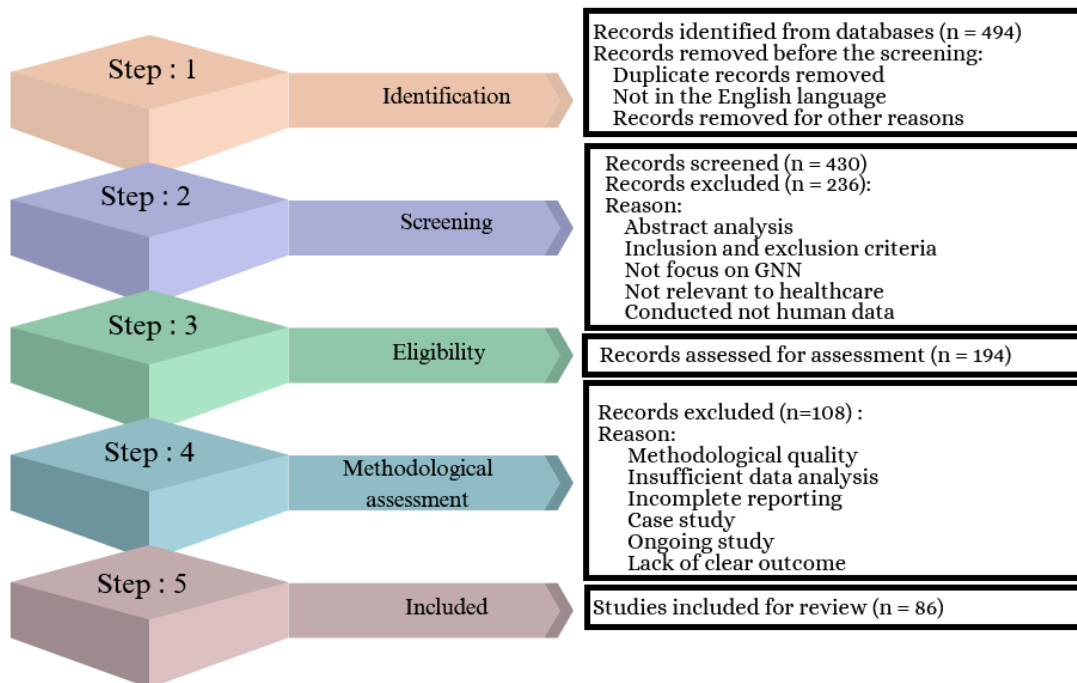 Step : 1
Identification
Records identified from databases (n = 494)
Records removed before the screening:
Duplicate records removed
Not in the English language
Records removed for other reasons
Step : 2
Screening
Records screened (n = 430)
Records excluded (n = 236):
Reason:
Abstract analysis
Inclusion and exclusion criteria
Not focus on GNN
Not relevant to healthcare
Conducted not human data
Step : 3
Eligibility
Records assessed for assessment (n = 194)
Step : 4
Methodological
assessment
Records excluded (n=108) :
Reason:
Methodological quality
Insufficient data analysis
Incomplete reporting
Case study
Ongoing study
Lack of clear outcome
Step : 5
Included
Studies included for review (n = 86)